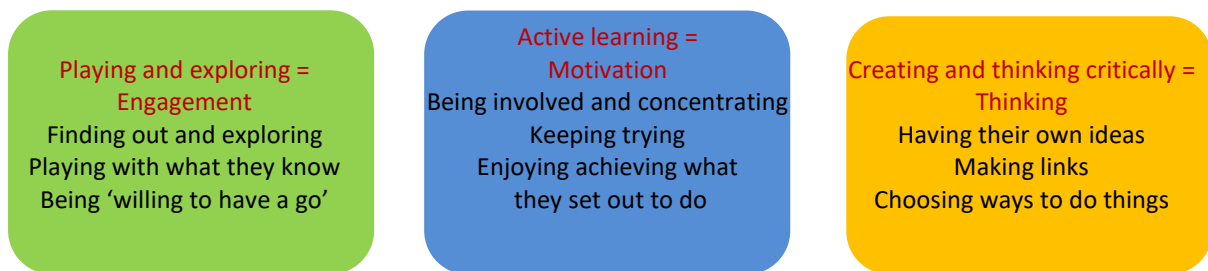 Playing and exploring =
Engagement
Finding out and exploring
Playing with what they know
Being ‘willing to have a go’
Active learning =
Motivation
Being involved and concentrating
Keeping trying
Enjoying achieving what
they set out to do
Creating and thinking critically =
Thinking
Having their own ideas
Making links
Choosing ways to do things